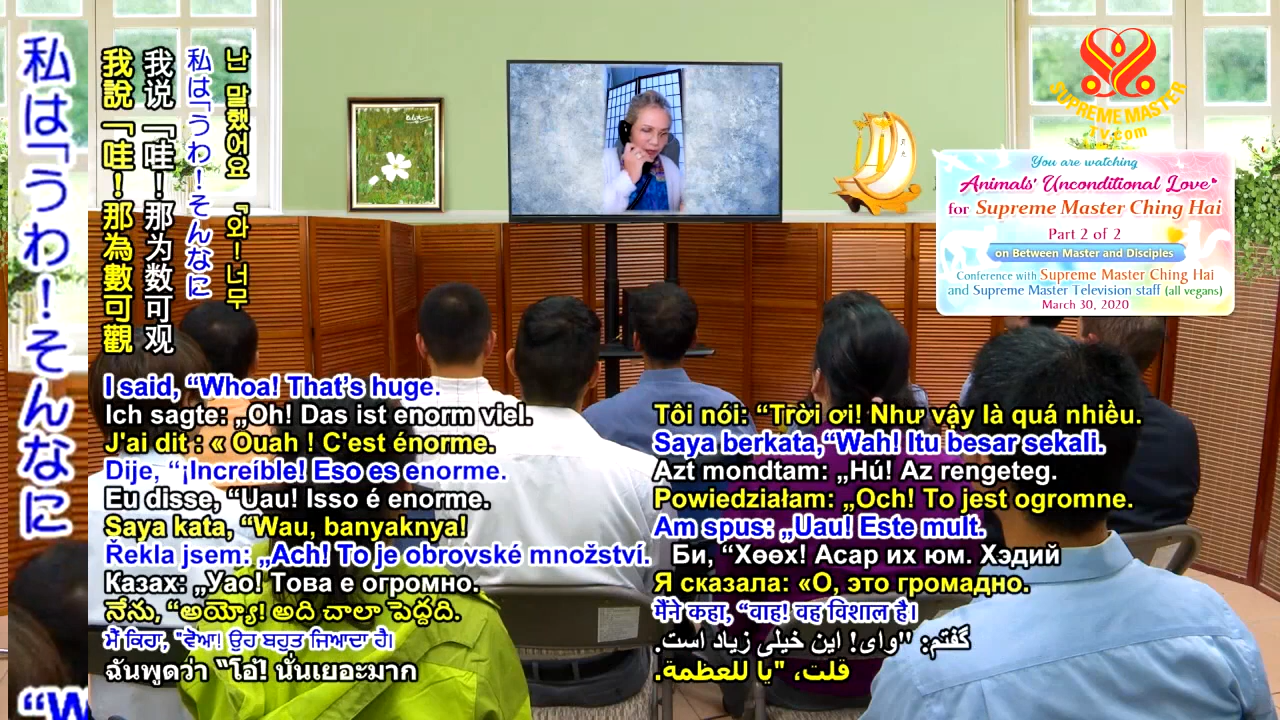 私は「うわ！そんなに
我說「哇！那為數可觀
我说「哇！那为数可观
私は「うわ！そんなに
난 말했어요 『와！너무
SUPREME MASTER
TV.com
You are watching
Animals' Unconditional Love
for Supreme Master Ching Hai
Part 2 of 2
on Between Master and Disciples
Conference with Supreme Master Ching Hai
and Supreme Master Television staff (all vegans)
March 30, 2020
I said, “Whoa! That’s huge.
Ich sagte: „Oh! Das ist enorm viel.
J'ai dit : « Ouah ! C'est énorme.
Dije, “¡Increíble! Eso es enorme.
Eu disse, “Uau! Isso é enorme.
Saya kata, “Wau, banyaknya!
Řekla jsem: „Ach! To je obrovské množství.
Казах: „Уао! Това е огромно.
నేను, “అయ్యో! అది చాలా పెద్దది.
ਮੈਂ ਕਿਹਾ, "ਵੋਆ! ਉਹ ਬਹੁਤ ਜਿਆਦਾ ਹੈ।
ฉันพูดว่า “โอ้! นั่นเยอะมาก
Tôi nói: “Trời ơi! Như vậy là quá nhiều.
Saya berkata,“Wah! Itu besar sekali.
Azt mondtam: „Hú! Az rengeteg.
Powiedziałam: „Och! To jest ogromne.
Am spus: „Uau! Este mult.
Би, “Хөөх! Асар их юм. Хэдий
Я сказала: «О, это громадно.
मैंने कहा, “वाह! वह विशाल है।
گفتم: "وای! این خیلی زیاد است.
قلت، "يا للعظمة.
“W